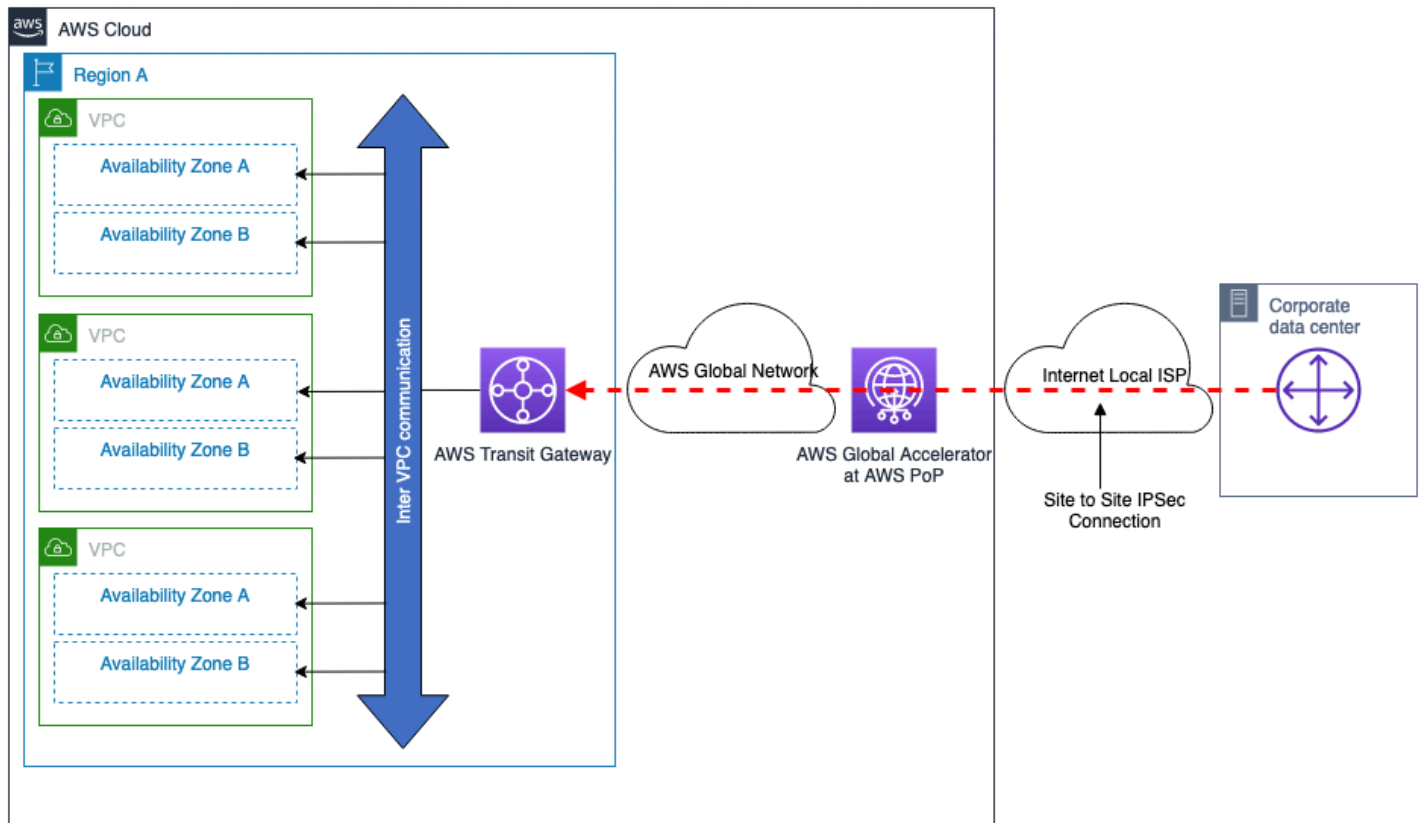 aws
AWS Cloud
Region A
VPC
Availability Zone A
Availability Zone B
VPC
Availability Zone A
Availability Zone B
VPC
Availability Zone A
Availability Zone B
Inter VPC communication
AWS Transit Gateway
AWS Global Network
AWS Global Accelerator
at AWS PoP
Internet Local ISP
Site to Site IPSec
Connection
Corporate
data center